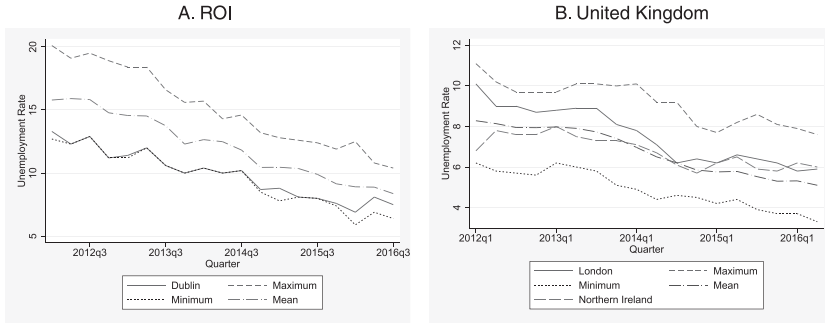 A. ROI
20
15
10
5
Unemployment Rate
2012q3
2013q3
2014q3
2015q3
2016q3
Quarter
Dublin
Maximum
Minimum
Mean
B. United Kingdom
12
10
8
6
4
Unemployment Rate
2012q1
2013q1
2014q1
2015q1
2016q1
Quarter
London
Maximum
Minimum
Mean
Northern Ireland